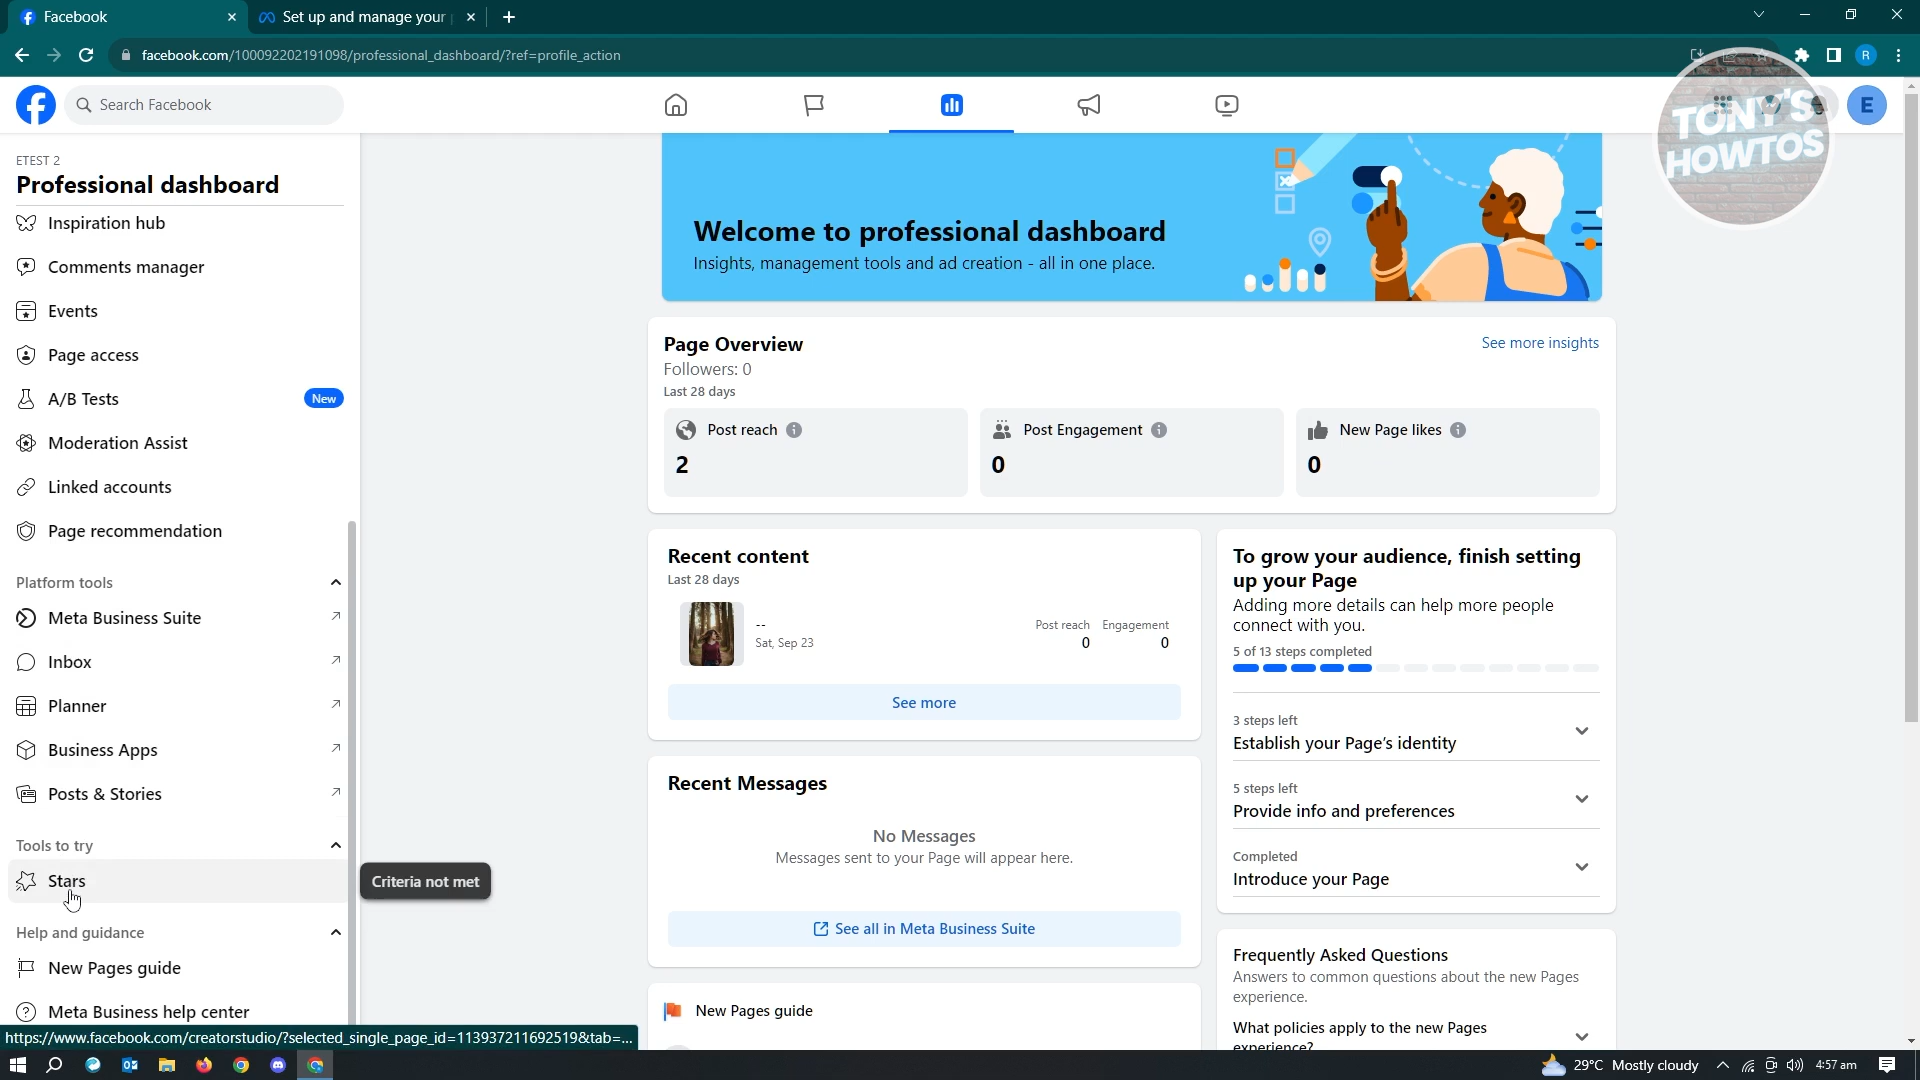 Facebook
Set up and manage your
facebook.com/100092202191098/professional_dashboard/?ref=profile_action
R
Search Facebook
E
TONY'S
HOWTOS
ETEST 2
Professional dashboard
Inspiration hub
Comments manager
Events
Page access
A/B Tests
New
Moderation Assist
Linked accounts
Page recommendation
Platform tools
Meta Business Suite
Inbox
Planner
Business Apps
Posts & Stories
Tools to try
Stars
Criteria not met
Help and guidance
New Pages guide
Meta Business help center
https://www.facebook.com/creatorstudio/?selected_single_page_id=113937211692519&tab=...
Welcome to professional dashboard
Insights, management tools and ad creation - all in one place.
Page Overview
See more insights
Followers: 0
Last 28 days
Post reach
2
Post Engagement
0
New Page likes
0
Recent content
Last 28 days
--
Sat, Sep 23
Post reach
0
Engagement
0
See more
Recent Messages
No Messages
Messages sent to your Page will appear here.
See all in Meta Business Suite
New Pages guide
To grow your audience, finish setting
up your Page
Adding more details can help more people
connect with you.
5 of 13 steps completed
3 steps left
Establish your Page's identity
5 steps left
Provide info and preferences
Completed
Introduce your Page
Frequently Asked Questions
Answers to common questions about the new Pages
experience.
What policies apply to the new Pages
experience?
29°C Mostly cloudy
4:57 am